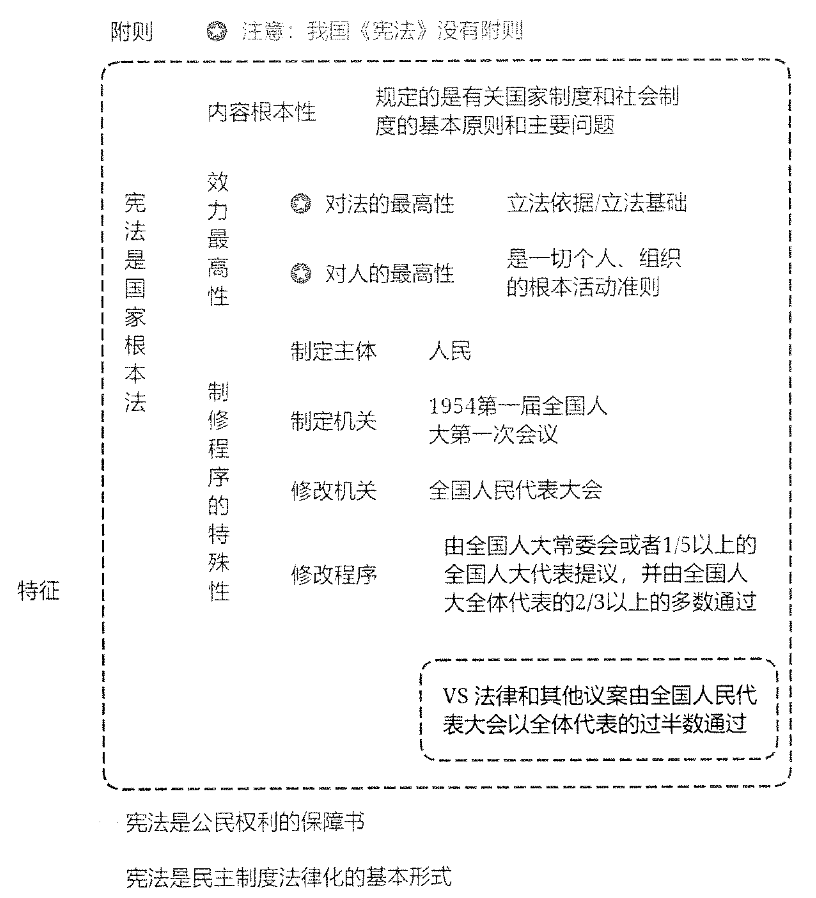 附则 注意：我国《宪法》没有附则
内容根本性
规定的是有关国家制度和社会制
度的基本原则和主要问题
宪法是国家根本法
效力最高性
对法的最高性 立法依据/立法基础
对人的最高性
是一切个人、组织
的根本活动准则
制修程序的特殊性
制定主体 人民
制定机关
1954第一届全国人
大第一次会议
修改机关 全国人民代表大会
特征
修改程序
由全国人大常委会或者1/5以上的
全国人大代表提议，并由全国人
大全体代表的2/3以上的多数通过
VS 法律和其他议案由全国人民代
表大会以全体代表的过半数通过
宪法是公民权利的保障书
宪法是民主制度法律化的基本形式